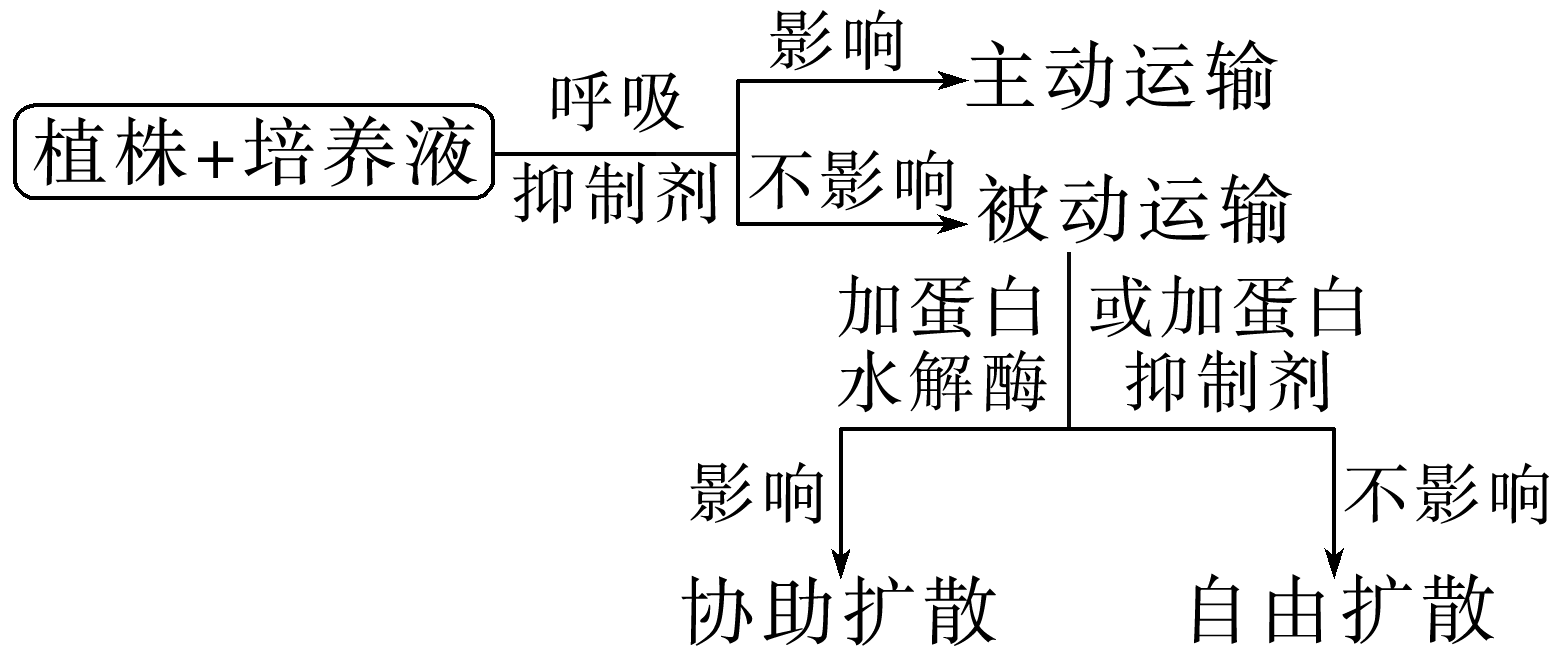 影响
主动运输
呼吸
植株+培养液
抑制剂
不影响
被动运输
加蛋白
或加蛋白
水解酶
抑制剂
影响
不影响
协助扩散
自由扩散